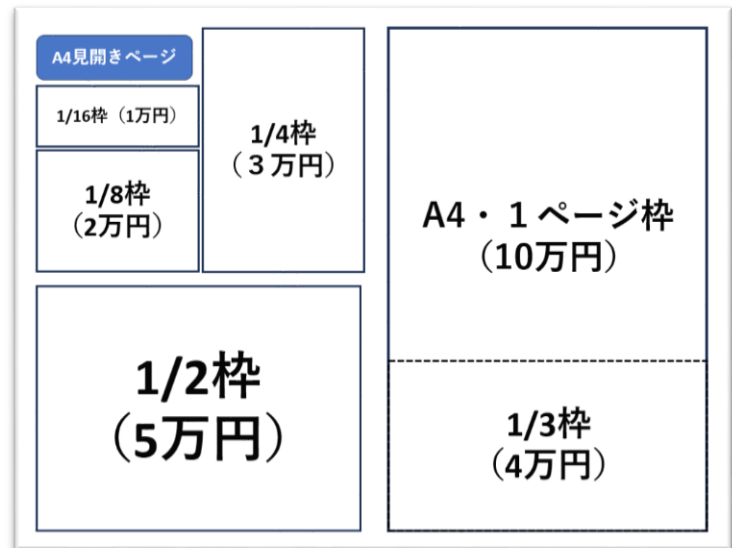 A4見開きページ
1/16枠（1万円）
1/8枠
（2万円）
1/4枠
（３万円）
1/2枠
（5万円）
A4・１ページ枠
（10万円）
1/3枠
（4万円）